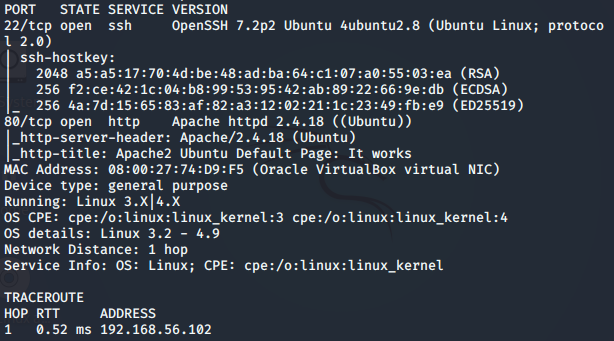 PORT   STATE SERVICE VERSION
22/tcp open  ssh     OpenSSH 7.2p2 Ubuntu 4ubuntu2.8 (Ubuntu Linux; protoco
l 2.0)
| ssh-hostkey:
|   2048 a5:a5:17:70:4d:be:48:ad:ba:64:c1:07:a0:55:03:ea (RSA)
|   256 f2:ce:42:1c:04:b8:99:53:95:42:ab:89:22:66:9e:db (ECDSA)
|_  256 4a:7d:15:65:83:af:82:a3:12:02:21:1c:23:49:fb:e9 (ED25519)
80/tcp open  http    Apache httpd 2.4.18 ((Ubuntu))
|_http-server-header: Apache/2.4.18 (Ubuntu)
|_http-title: Apache2 Ubuntu Default Page: It works
MAC Address: 08:00:27:74:D9:F5 (Oracle VirtualBox virtual NIC)
Device type: general purpose
Running: Linux 3.X|4.X
OS CPE: cpe:/o:linux:linux_kernel:3 cpe:/o:linux:linux_kernel:4
OS details: Linux 3.2 - 4.9
Network Distance: 1 hop
Service Info: OS: Linux; CPE: cpe:/o:linux:linux_kernel
TRACEROUTE
HOP RTT     ADDRESS
1   0.52 ms 192.168.56.102